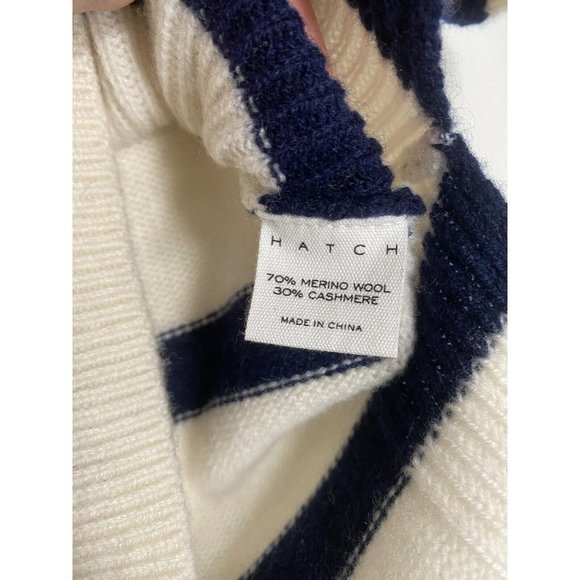 HATCH
70% MERINO WOOL
30% CASHMERE
MADE IN CHINA